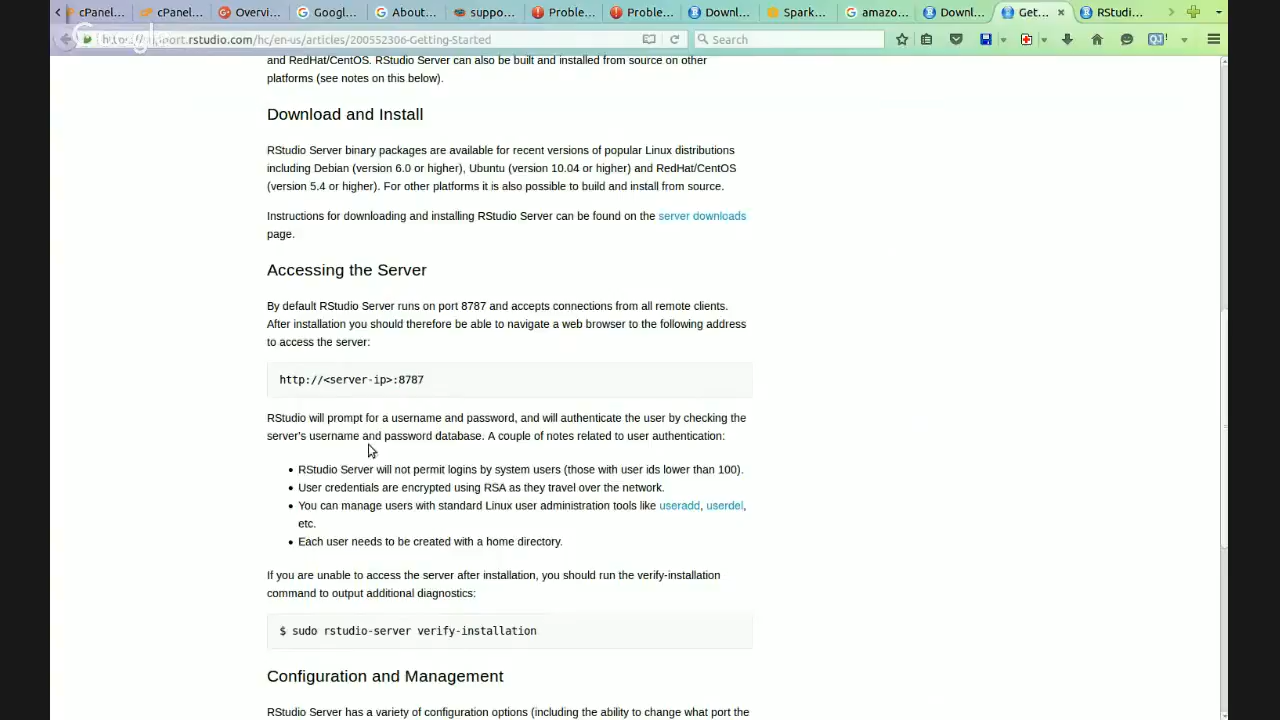 cPanel... cPanel... Overvi... Googl... About... suppo... Proble... Proble... Downl... Spark... amazo... Downl... Get... RStudi...
port.rstudio.com/hc/en-us/articles/200552306-Getting-Started Search
and RedHat/CentOS. RStudio Server can also be built and installed from source on other
platforms (see notes on this below).
Download and Install
RStudio Server binary packages are available for recent versions of popular Linux distributions
including Debian (version 6.0 or higher), Ubuntu (version 10.04 or higher) and RedHat/CentOS
(version 5.4 or higher). For other platforms it is also possible to build and install from source.
Instructions for downloading and installing RStudio Server can be found on the server downloads
page.
Accessing the Server
By default RStudio Server runs on port 8787 and accepts connections from all remote clients.
After installation you should therefore be able to navigate a web browser to the following address
to access the server:
http://<server-ip>:8787
RStudio will prompt for a username and password, and will authenticate the user by checking the
server's username and password database. A couple of notes related to user authentication:
• RStudio Server will not permit logins by system users (those with user ids lower than 100).
• User credentials are encrypted using RSA as they travel over the network.
• You can manage users with standard Linux user administration tools like useradd, userdel,
etc.
• Each user needs to be created with a home directory.
If you are unable to access the server after installation, you should run the verify-installation
command to output additional diagnostics:
$ sudo rstudio-server verify-installation
Configuration and Management
RStudio Server has a variety of configuration options (including the ability to change what port the